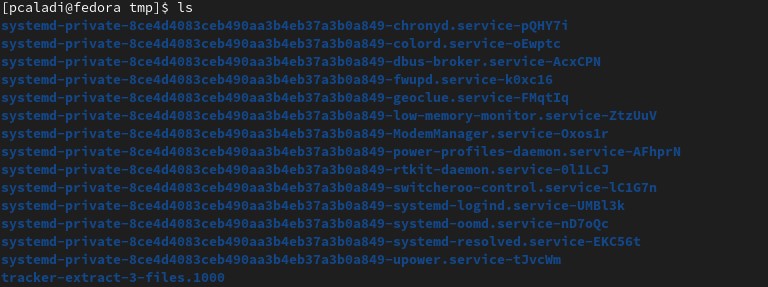 [pcaladi@fedora tmp]$ ls
systemd-private-8ce4d4083ceb490aa3b4eb37a3b0a849-chronyd.service-pQHY7i
systemd-private-8ce4d4083ceb490aa3b4eb37a3b0a849-colord.service-oEwptc
systemd-private-8ce4d4083ceb490aa3b4eb37a3b0a849-dbus-broker.service-AcxCPN
systemd-private-8ce4d4083ceb490aa3b4eb37a3b0a849-fwupd.service-k0xc16
systemd-private-8ce4d4083ceb490aa3b4eb37a3b0a849-geoclue.service-FMqtIq
systemd-private-8ce4d4083ceb490aa3b4eb37a3b0a849-low-memory-monitor.service-ZtzUuV
systemd-private-8ce4d4083ceb490aa3b4eb37a3b0a849-ModemManager.service-Oxos1r
systemd-private-8ce4d4083ceb490aa3b4eb37a3b0a849-power-profiles-daemon.service-AFhprN
systemd-private-8ce4d4083ceb490aa3b4eb37a3b0a849-rtkit-daemon.service-0l1LcJ
systemd-private-8ce4d4083ceb490aa3b4eb37a3b0a849-switcheroo-control.service-lC1G7n
systemd-private-8ce4d4083ceb490aa3b4eb37a3b0a849-systemd-logind.service-UMBl3k
systemd-private-8ce4d4083ceb490aa3b4eb37a3b0a849-systemd-oomd.service-nD7oQc
systemd-private-8ce4d4083ceb490aa3b4eb37a3b0a849-systemd-resolved.service-EKC56t
systemd-private-8ce4d4083ceb490aa3b4eb37a3b0a849-upower.service-tJvcWm
tracker-extract-3-files.1000